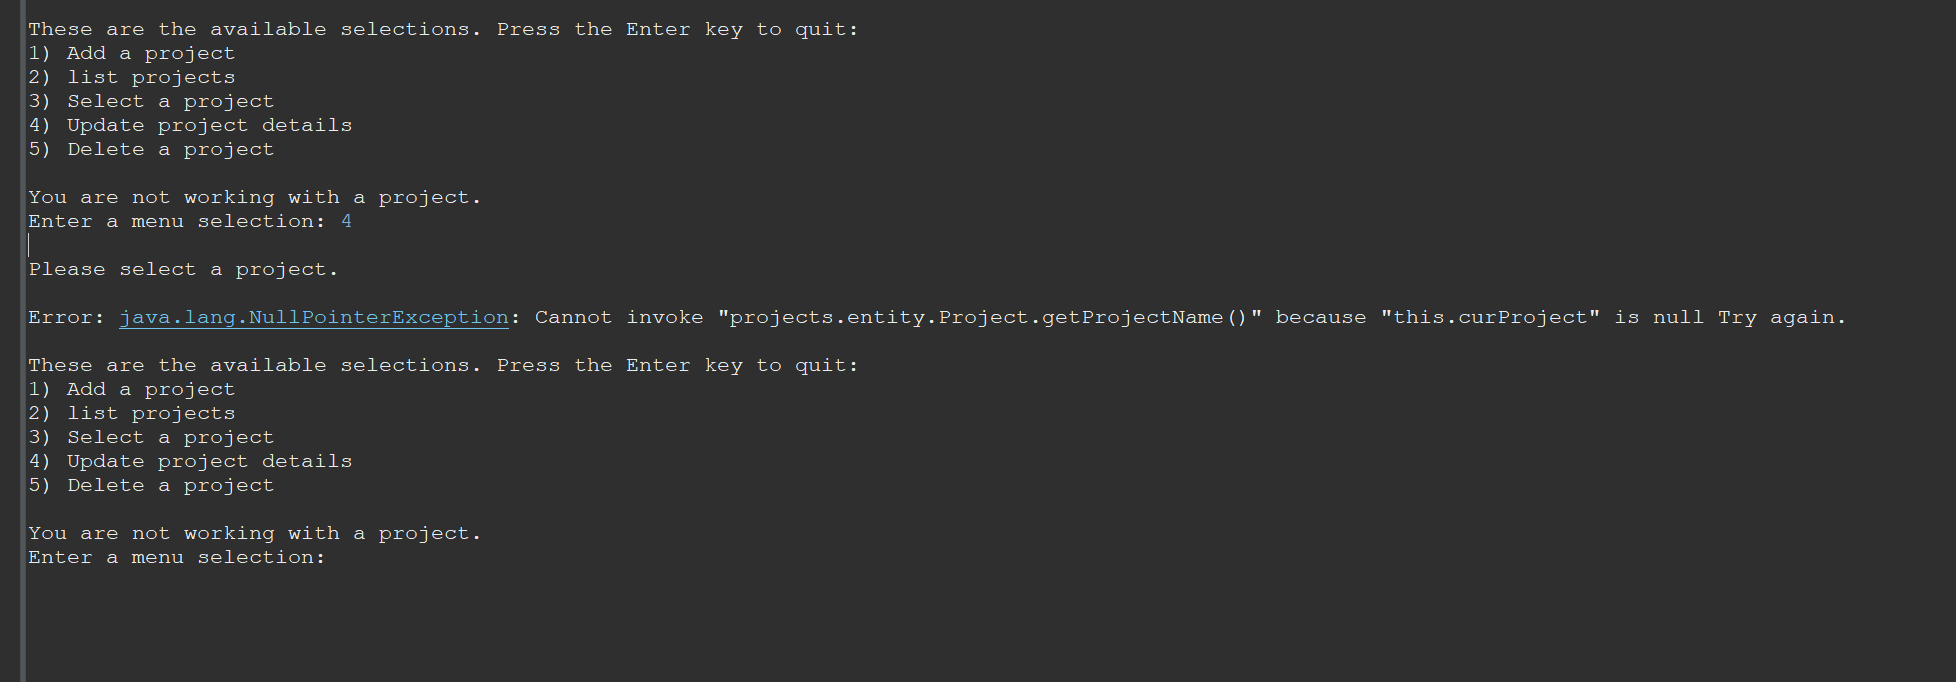 These are the available selections. Press the Enter key to quit:
1) Add a project
2) list projects
3) Select a project
4) Update project details
5) Delete a project
You are not working with a project.
Enter a menu selection: 4
Please select a project.
Error: java.lang.NullPointerException: Cannot invoke "projects.entity.Project.getProjectName()" because "this.curProject" is null Try again.
These are the available selections. Press the Enter key to quit:
1) Add a project
2) list projects
3) Select a project
4) Update project details
5) Delete a project
You are not working with a project.
Enter a menu selection: